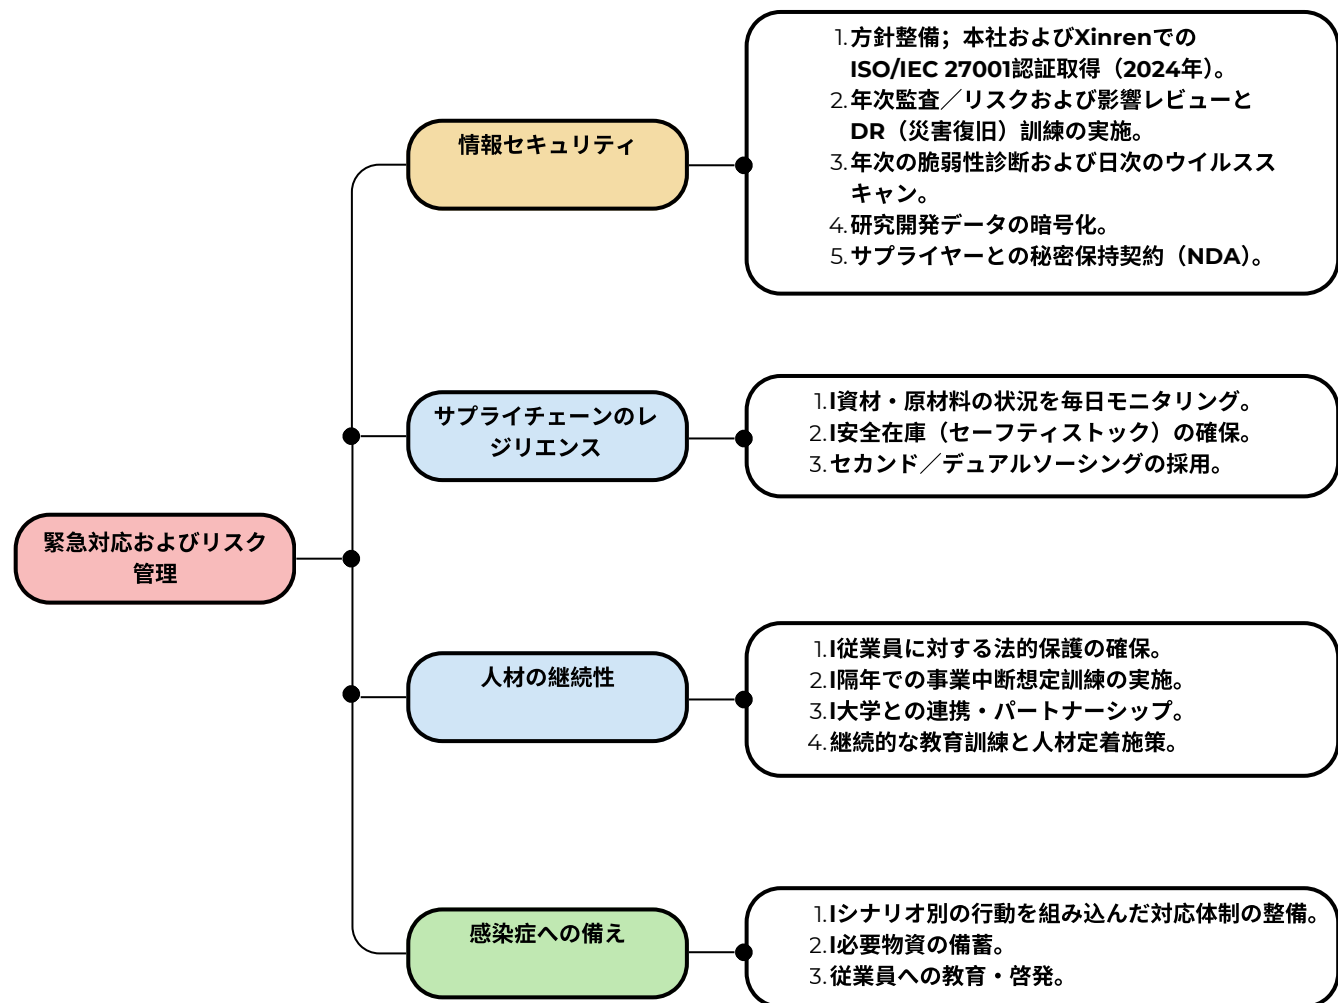 緊急対応およびリスク
管理
情報セキュリティ
1. 方針整備；本社およびXinrenでの
ISO/IEC 27001認証取得（2024年）。
2. 年次監査／リスクおよび影響レビューと
DR（災害復旧）訓練の実施。
3. 年次の脆弱性診断および日次のウイルスス
キャン。
4. 研究開発データの暗号化。
5. サプライヤーとの秘密保持契約（NDA）。
サプライチェーンのレ
ジリエンス
1. l資材・原材料の状況を毎日モニタリング。
2. l安全在庫（セーフティストック）の確保。
3. セカンド／デュアルソーシングの採用。
人材の継続性
1. l従業員に対する法的保護の確保。
2. l隔年での事業中断想定訓練の実施。
3. l大学との連携・パートナーシップ。
4. 継続的な教育訓練と人材定着施策。
感染症への備え
1. lシナリオ別の行動を組み込んだ対応体制の整備。
2. l必要物資の備蓄。
3. 従業員への教育・啓発。